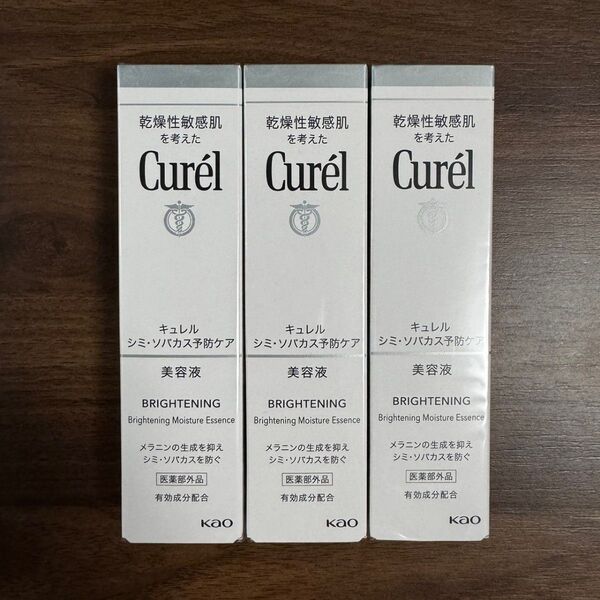 乾燥性敏感肌
を考えた
Curél
キュレル
シミ・ソバカス予防ケア
美容液
BRIGHTENING
Brightening Moisture Essence
メラニンの生成を抑え
シミ・ソバカスを防ぐ
医薬部外品
有効成分配合
Kao
乾燥性敏感肌
を考えた
Curél
キュレル
シミ・ソバカス予防ケア
美容液
BRIGHTENING
Brightening Moisture Essence
メラニンの生成を抑え
シミ・ソバカスを防ぐ
医薬部外品
有効成分配合
Kao
乾燥性敏感肌
を考えた
Curél
キュレル
シミ・ソバカス予防ケア
美容液
BRIGHTENING
Brightening Moisture Essence
メラニンの生成を抑え
シミ・ソバカスを防ぐ
医薬部外品
有効成分配合
Kao